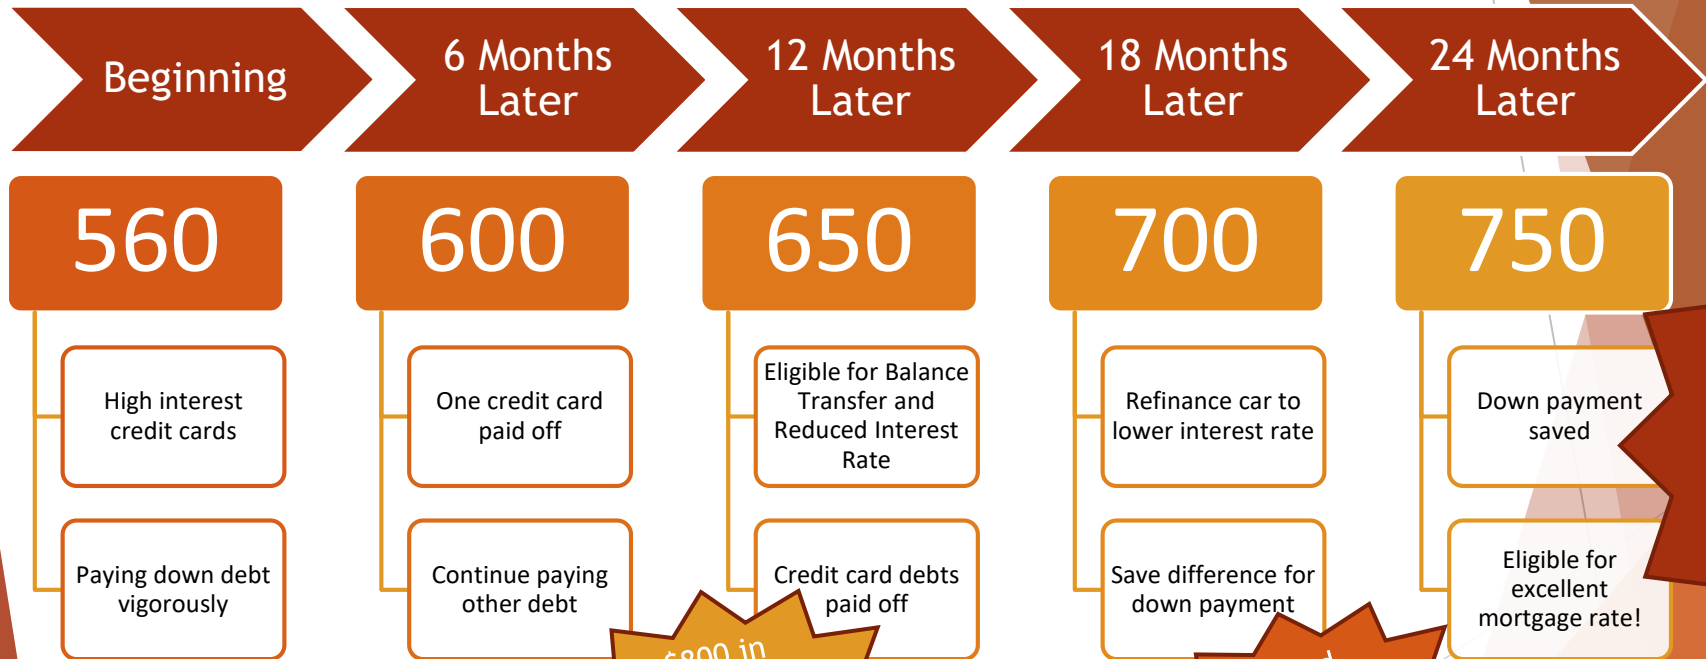 Beginning
6 Months
Later
12 Months
Later
18 Months
Later
24 Months
Later
560
600
650
700
750
High interest
credit cards
One credit card
paid off
Eligible for Balance
Transfer and
Reduced Interest
Rate
Refinance car to
lower interest rate
Down payment
saved
Paying down debt
vigorously
Continue paying
other debt
Credit card debts
paid off
Save difference for
down payment
Eligible for
excellent
mortgage rate!
$800 in